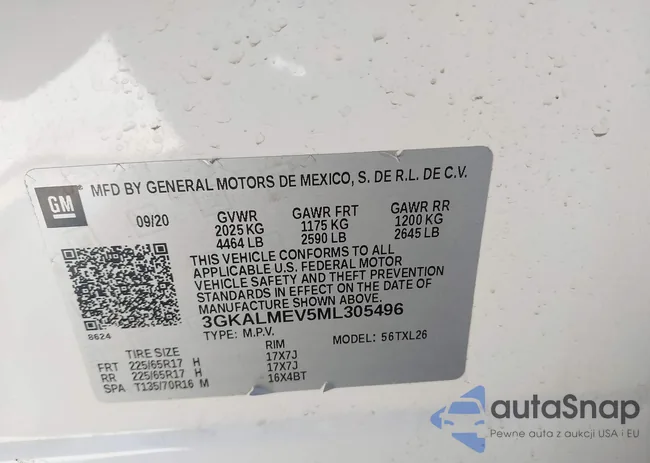 GM
MFD BY GENERAL MOTORS DE MEXICO, S. DE R.L. DE C.V.
09/20 GVWR GAWR FRT GAWR RR
2025 KG 1175 KG 1200 KG
4464 LB 2590 LB 2645 LB
THIS VEHICLE CONFORMS TO ALL
APPLICABLE U.S. FEDERAL MOTOR
VEHICLE SAFETY AND THEFT PREVENTION
STANDARDS IN EFFECT ON THE DATE OF
MANUFACTURE SHOWN ABOVE.
3GKALMEV5ML305496
8624
TYPE: M.P.V. MODEL: 56TXL26
TIRE SIZE RIM
FRT 225/65R17 H 17X7J
RR 225/65R17 H 17X7J
SPA T135/70R16 M 16X4BT
autaSnap
Pewne auta z aukcji USA i EU